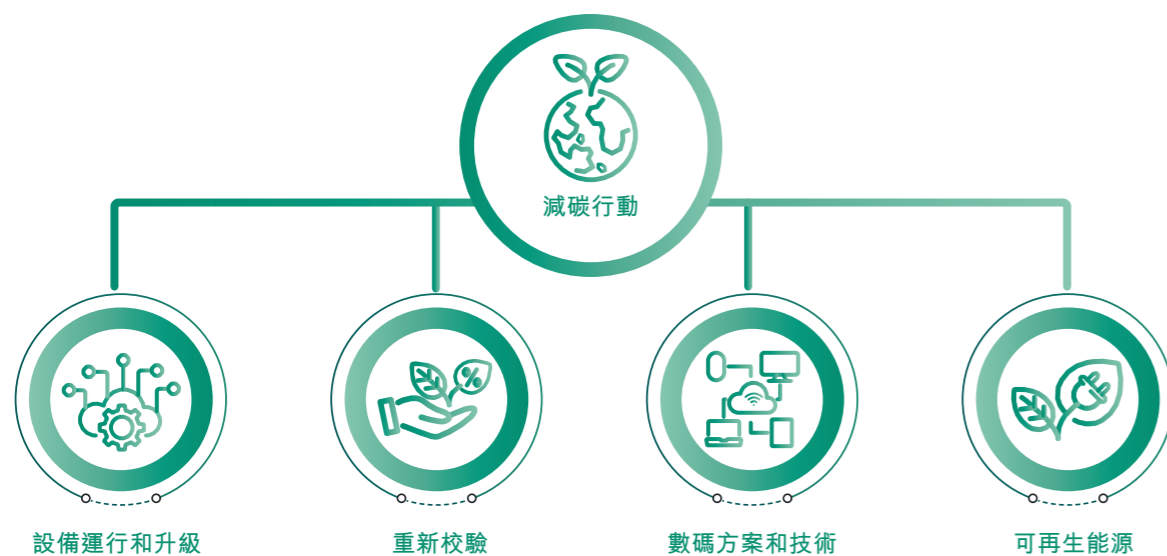 減碳行動
設備運行和升級
重新校驗
數碼方案和技術
可再生能源
%